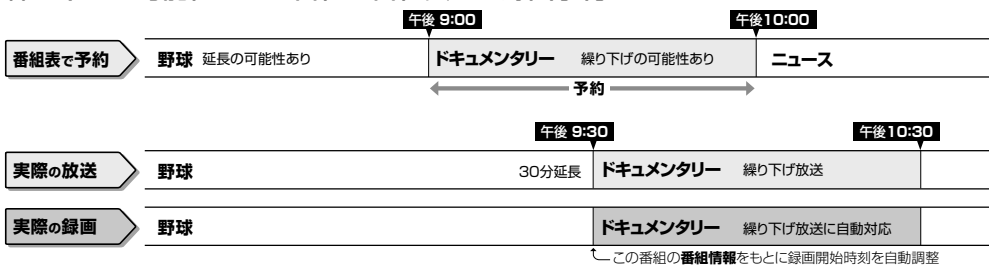 午後 9:00 午後10:00
番組表で予約 野球 延長の可能性あり ドキュメンタリー 繰り下げの可能性あり ニュース
予約
午後 9:30 午後10:30
実際の放送 野球 30分延長 ドキュメンタリー 繰り下げ放送
実際の録画 野球 ドキュメンタリー 繰り下げ放送に自動対応
この番組の番組情報をもとに録画開始時刻を自動調整